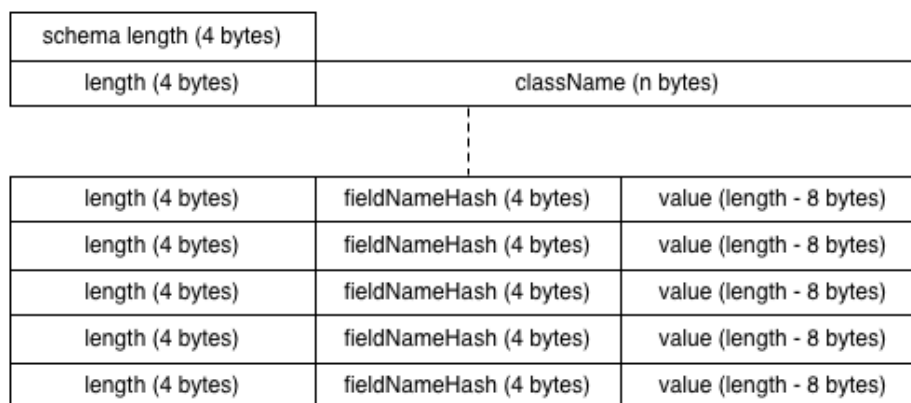 schema length (4 bytes)
length (4 bytes) className (n bytes)
length (4 bytes) fieldNameHash (4 bytes) value (length - 8 bytes)
length (4 bytes) fieldNameHash (4 bytes) value (length - 8 bytes)
length (4 bytes) fieldNameHash (4 bytes) value (length - 8 bytes)
length (4 bytes) fieldNameHash (4 bytes) value (length - 8 bytes)
length (4 bytes) fieldNameHash (4 bytes) value (length - 8 bytes)